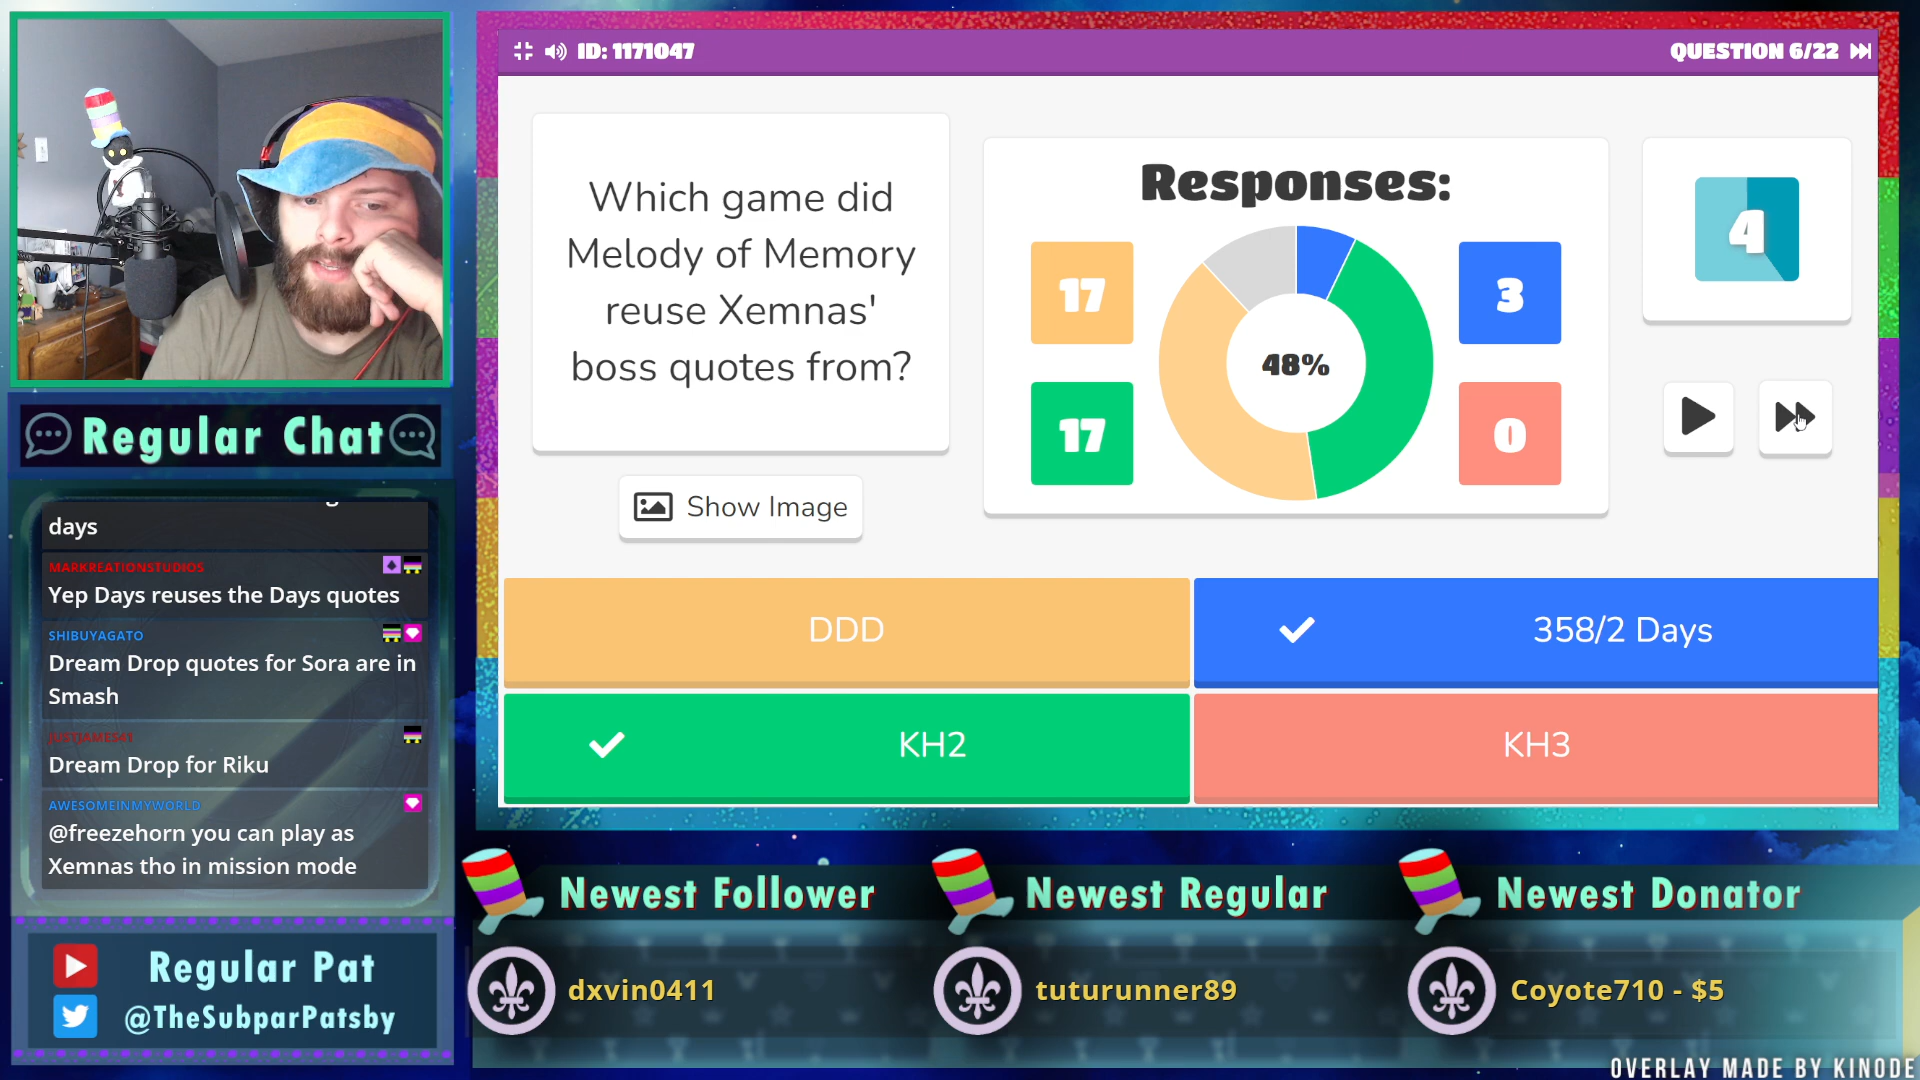 ID: 1171047
QUESTION 6/22
Which game did
Melody of Memory
reuse Xemnas'
boss quotes from?
Show Image
Responses:
17
3
48%
17
0
4
DDD
358/2 Days
KH2
KH3
Regular Chat
days
MARKREATIONSTUDIOS
Yep Days reuses the Days quotes
SHIBUYAGATO
Dream Drop quotes for Sora are in
Smash
JUSTJAMES41
Dream Drop for Riku
AWESOMEINMYWORLD
@freezehorn you can play as
Xemnas tho in mission mode
Regular Pat
@TheSubparPatsby
Newest Follower
dxvin0411
Newest Regular
tuturunner89
Newest Donator
Coyote710 - $5
OVERLAY MADE BY KINODE